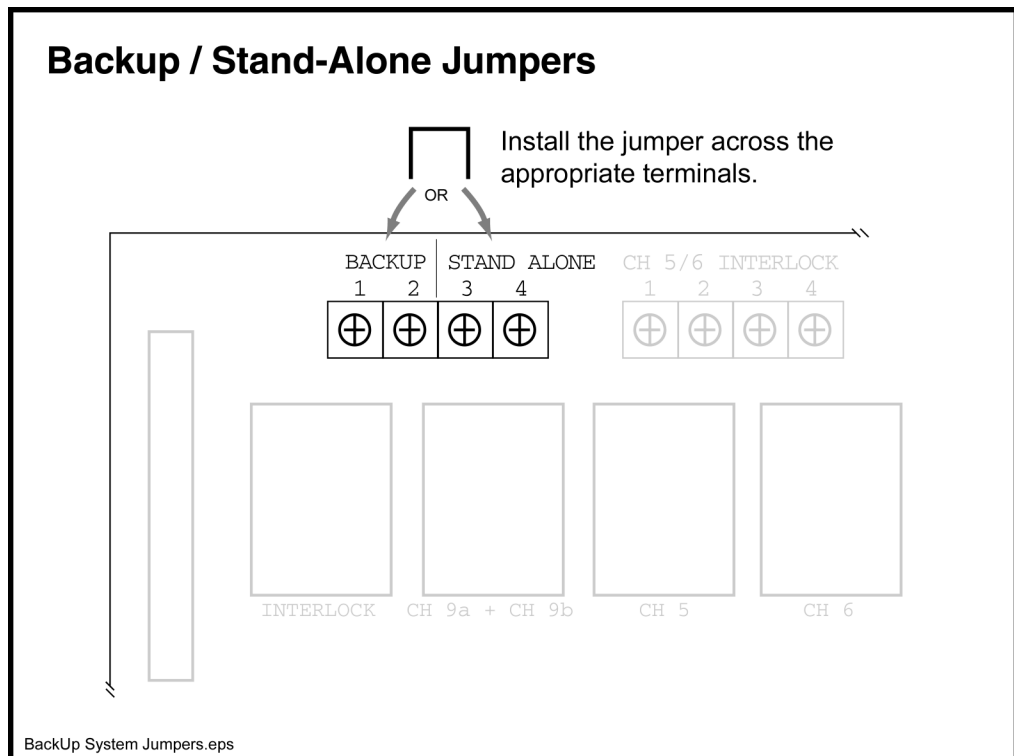 Backup / Stand-Alone Jumpers
Install the jumper across the
appropriate terminals.
OR
BACKUP STAND ALONE CH 5/6 INTERLOCK
1 2 3 4 1 2 3 4
INTERLOCK CH 9a + CH 9b CH 5 CH 6
BackUp System Jumpers.eps